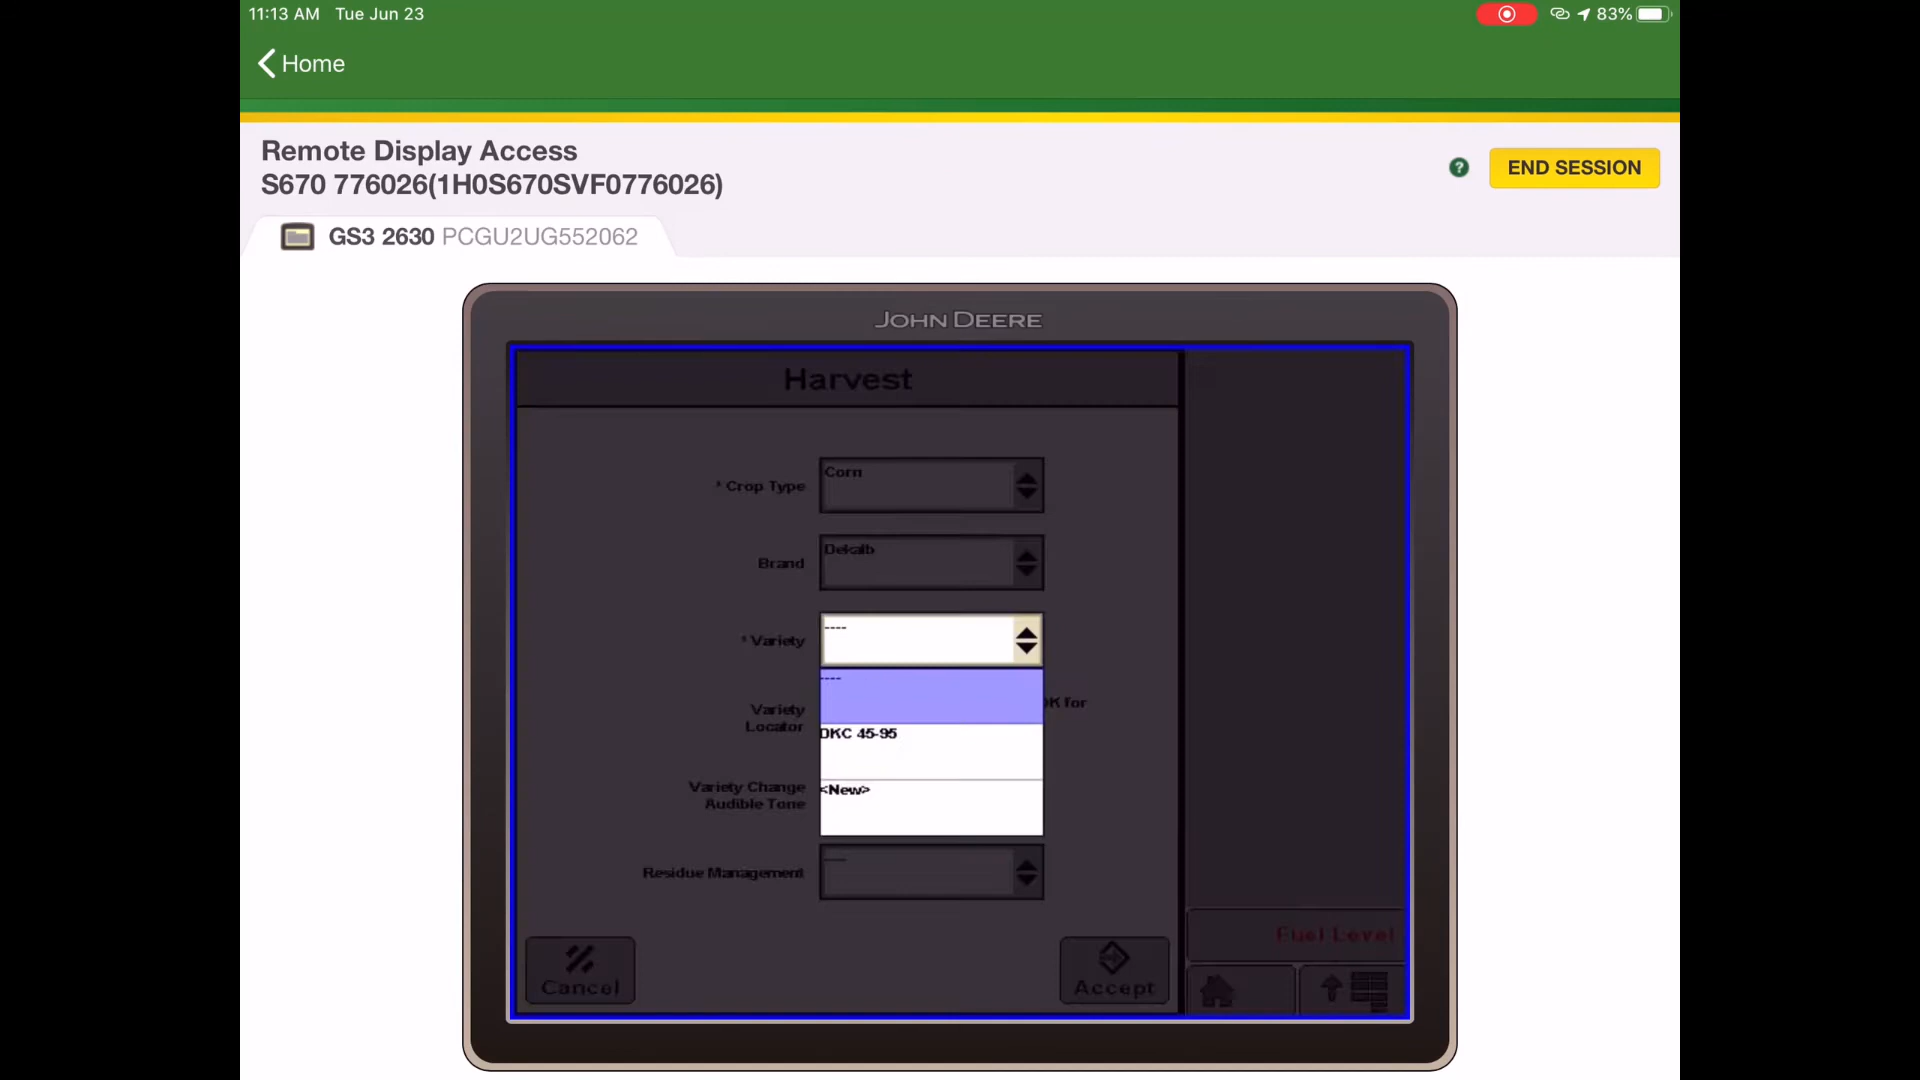 11:13 AM Tue Jun 23
83%
Home
Remote Display Access
S670 776026(1H0S670SVF0776026)
?
END SESSION
GS3 2630 PCGU2UG552062
JOHN DEERE
Harvest
* Crop Type
Corn
Brand
Dekalb
* Variety
----
----
Variety
Locator
OK for
DKC 45-95
Variety Change
Audible Tone
<New>
Residue Management
----
Fuel Level
Cancel
Accept